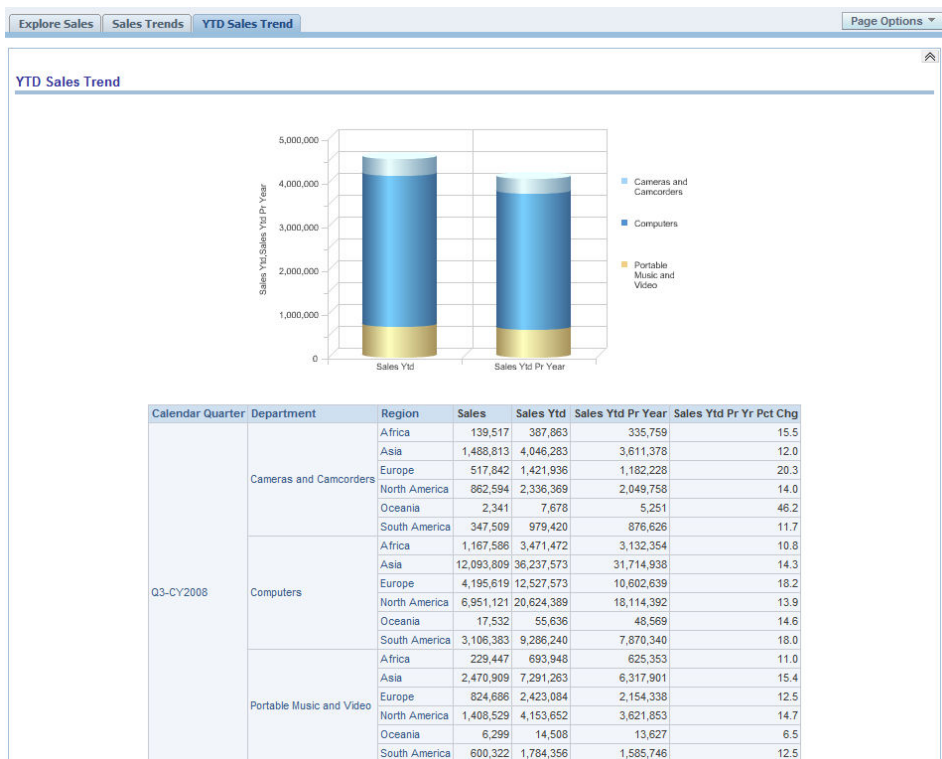 Explore Sales Sales Trends YTD Sales Trend Page Options
YTD Sales Trend
Sales Ytd,Sales Ytd Pr Year
5,000,000
4,000,000
3,000,000
2,000,000
1,000,000
0
Sales Ytd Sales Ytd Pr Year
Cameras and
Camcorders
Computers
Portable
Music and
Video
Calendar Quarter Department Region Sales Sales Ytd Sales Ytd Pr Year Sales Ytd Pr Yr Pct Chg
Q3-CY2008
Cameras and Camcorders
Africa 139,517 387,863 335,759 15.5
Asia 1,488,813 4,046,283 3,611,378 12.0
Europe 517,842 1,421,936 1,182,228 20.3
North America 862,594 2,336,369 2,049,758 14.0
Oceania 2,341 7,678 5,251 46.2
South America 347,509 979,420 876,626 11.7
Computers
Africa 1,167,586 3,471,472 3,132,354 10.8
Asia 12,093,809 36,237,573 31,714,938 14.3
Europe 4,195,619 12,527,573 10,602,639 18.2
North America 6,951,121 20,624,389 18,114,392 13.9
Oceania 17,532 55,636 48,569 14.6
South America 3,106,383 9,286,240 7,870,340 18.0
Portable Music and Video
Africa 229,447 693,948 625,353 11.0
Asia 2,470,909 7,291,263 6,317,901 15.4
Europe 824,686 2,423,084 2,154,338 12.5
North America 1,408,529 4,153,652 3,621,853 14.7
Oceania 6,299 14,508 13,627 6.5
South America 600,322 1,784,356 1,585,746 12.5